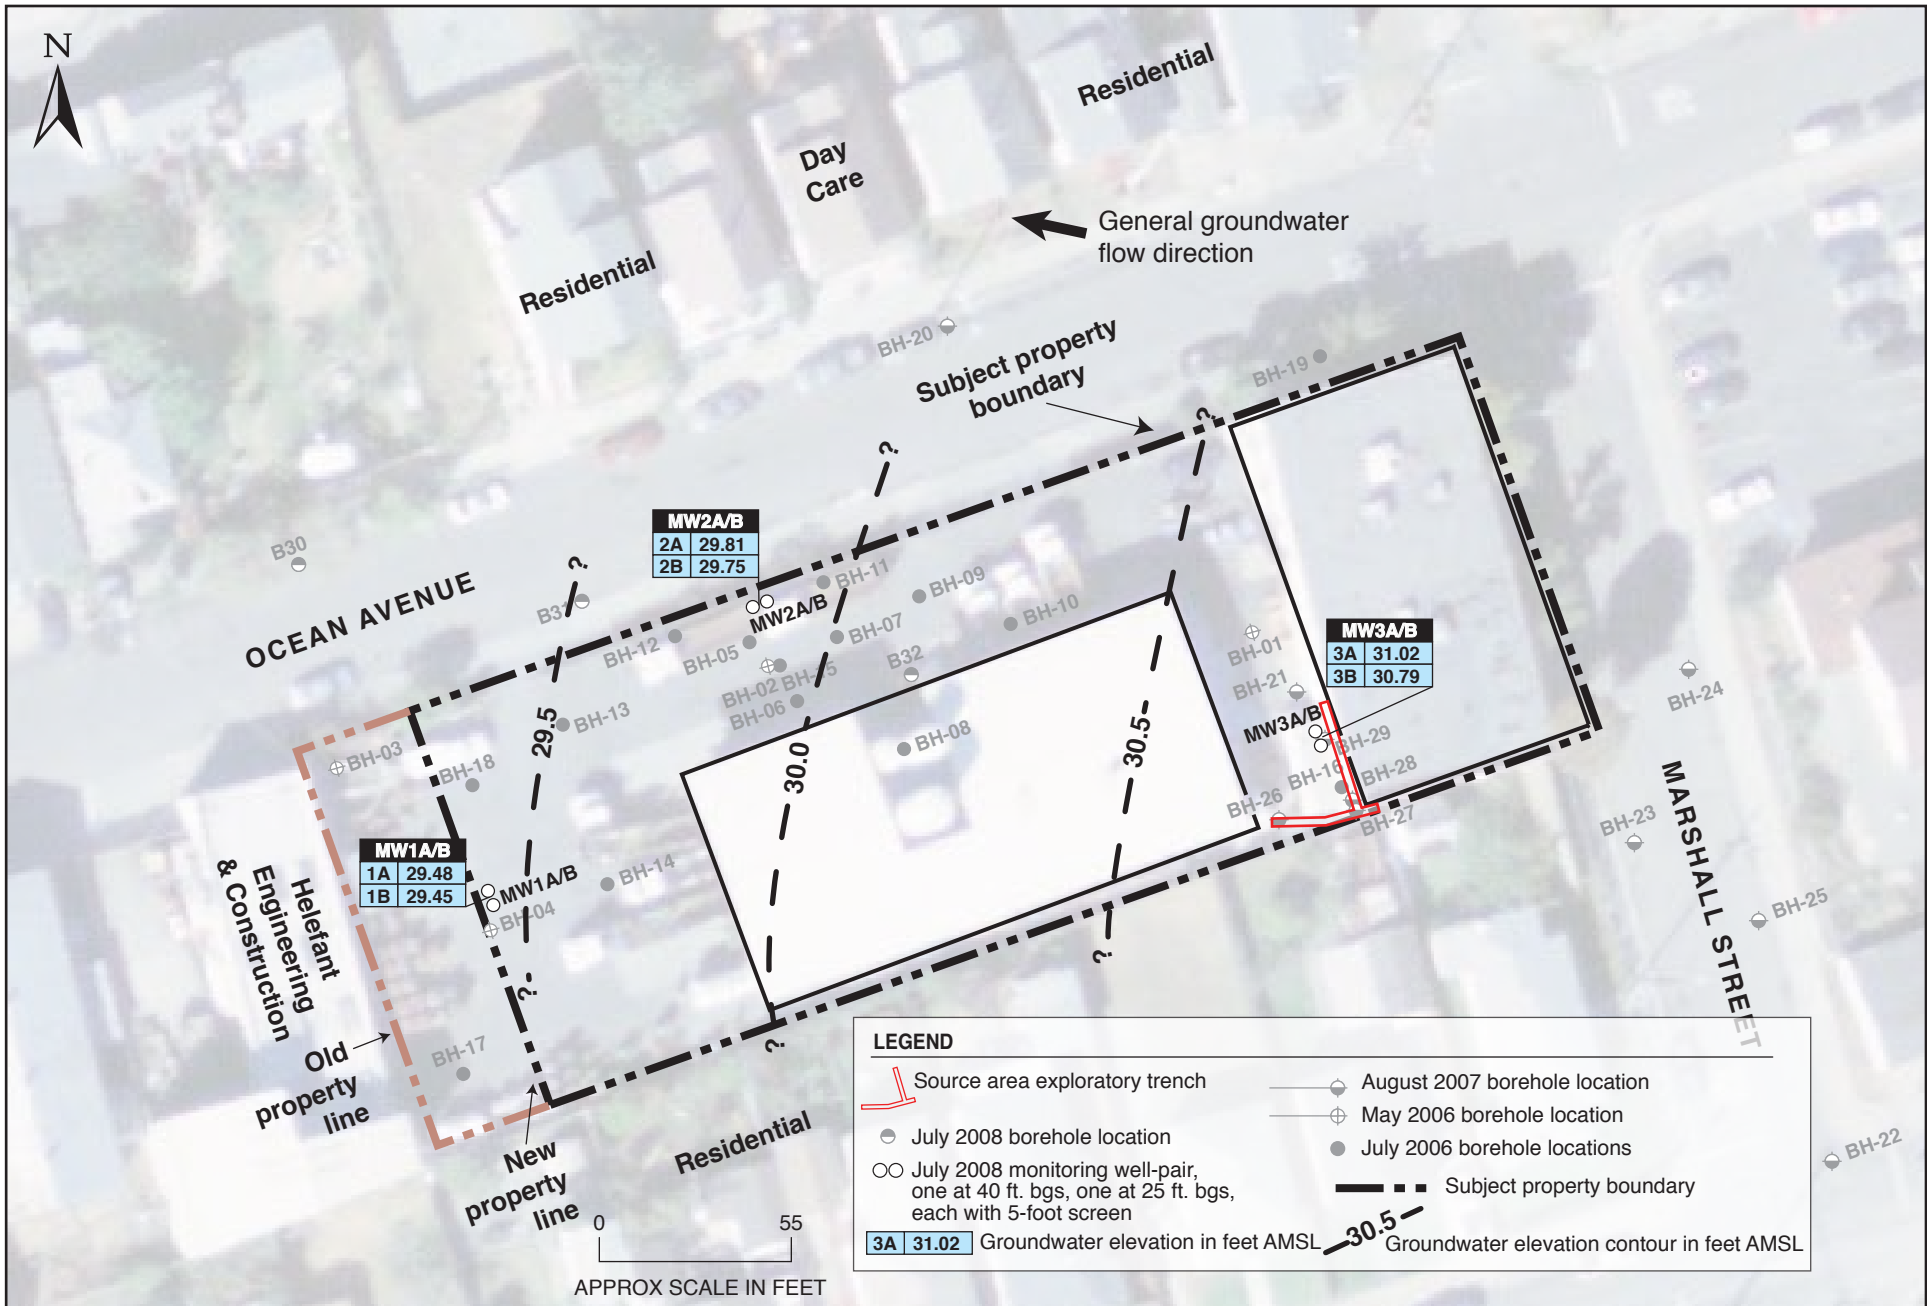 N
Residential
Day
Care
General groundwater
flow direction
Residential
BH-20
Subject property
boundary
BH-19
?
?
?
MW2A/B
2A 29.81
2B 29.75
B30
OCEAN AVENUE
B31
MW2A/B
BH-11
BH-09
BH-10
BH-12
BH-05
BH-07
BH-02
BH-15
BH-06
B32
BH-01
BH-21
MW3A/B
3A 31.02
3B 30.79
BH-24
BH-03
BH-13
29.5
30.0
BH-08
30.5
MW3A/B
BH-29
BH-18
BH-16
BH-28
BH-26
BH-27
BH-23
MARSHALL STREET
MW1A/B
1A 29.48
1B 29.45
MW1A/B
BH-04
BH-14
BH-25
Helefant
Engineering
& Construction
?
?
?
Old
property
line
BH-17
New
property
line
Residential
BH-22
0 55
APPROX SCALE IN FEET
LEGEND
Source area exploratory trench
July 2008 borehole location
July 2008 monitoring well-pair,
one at 40 ft. bgs, one at 25 ft. bgs,
each with 5-foot screen
3A 31.02 Groundwater elevation in feet AMSL
August 2007 borehole location
May 2006 borehole location
July 2006 borehole locations
Subject property boundary
30.5 Groundwater elevation contour in feet AMSL